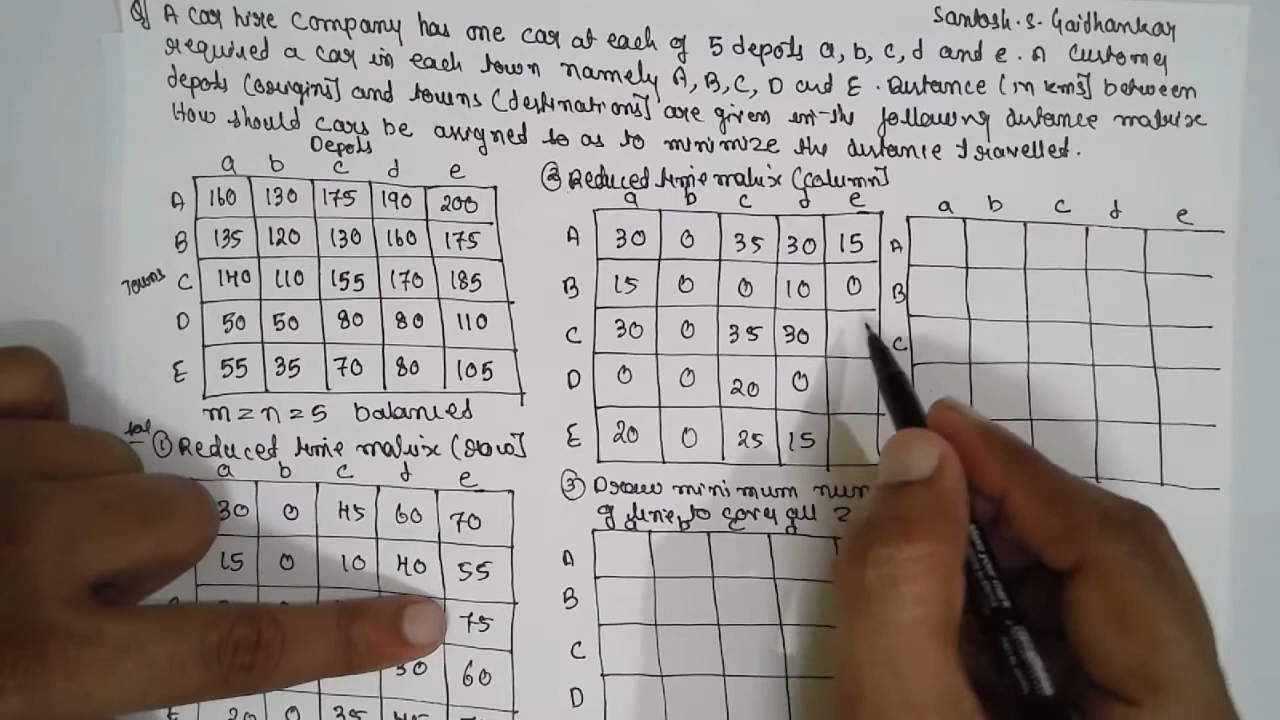 Q] A car hire company has one car at each of 5 depots a, b, c, d and e. A customer
Santosh. S. Gaidhankar
required a car in each town namely A, B, C, D and E. Distance (in kms] between
depots (origins] and towns (destinations] are given in the following distance matrix
How should cars be assigned to as to minimize the distance travelled.
Depots
a b c d e
A 160 130 175 190 200
B 135 120 130 160 175
Towns C 140 110 155 170 185
D 50 50 80 80 110
E 55 35 70 80 105
m = n = 5 balanced
① Reduced time matrix (row]
a b c d e
30 0 45 60 70
15 0 10 40 55
75
30 60
20 0 35 45
② Reduced time matrix (column]
a b c d e
A 30 0 35 30 15
B 15 0 0 10 0
C 30 0 35 30
D 0 0 20 0
E 20 0 25 15
③ Draw minimum num
of to cover all
A
B
C
D
a b c d e
A
B
C